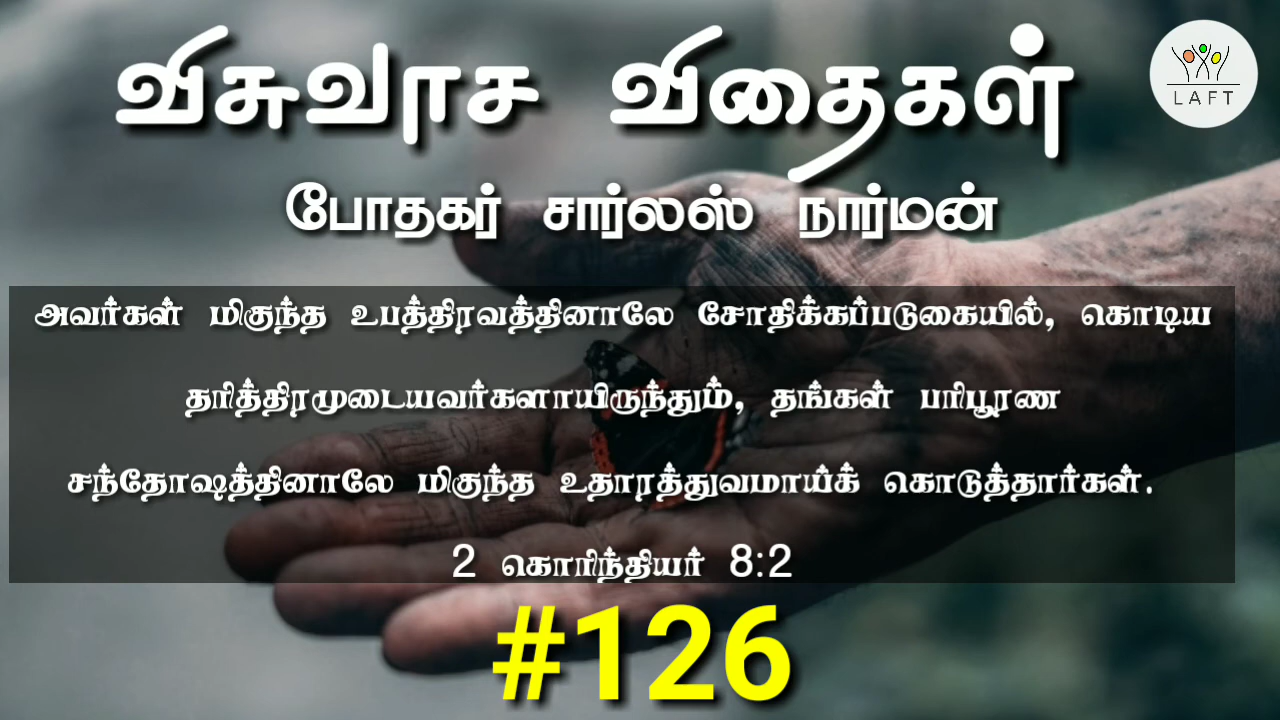 விசுவாச விதைகள்
LAFT
போதகர் சார்லஸ் நார்மன்
அவர்கள் மிகுந்த உபத்திரவத்தினாலே சோதிக்கப்படுகையில், கொடிய
தரித்திரமுடையவர்களாயிருந்தும், தங்கள் பரிபூரண
சந்தோஷத்தினாலே மிகுந்த உதாரத்துவமாய்க் கொடுத்தார்கள்.
2 கொரிந்தியர் 8:2
#126